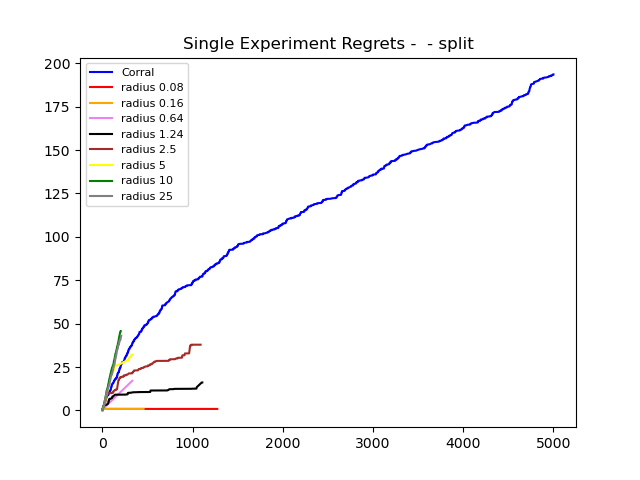 Single Experiment Regrets -  - split
200
175
150
125
100
75
50
25
0
Corral
radius 0.08
radius 0.16
radius 0.64
radius 1.24
radius 2.5
radius 5
radius 10
radius 25
0 1000 2000 3000 4000 5000